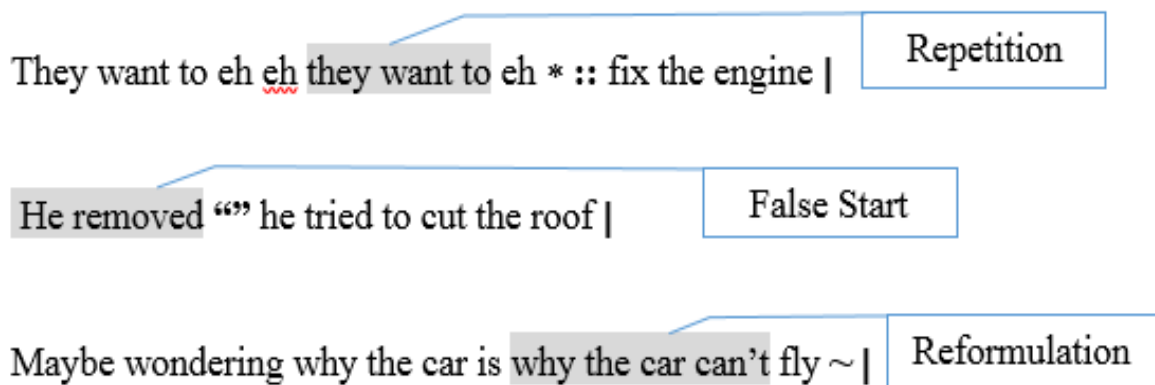 They want to eh eh they want to eh * :: fix the engine | Repetition
He removed “” he tried to cut the roof | False Start
Maybe wondering why the car is why the car can’t fly ~ | Reformulation